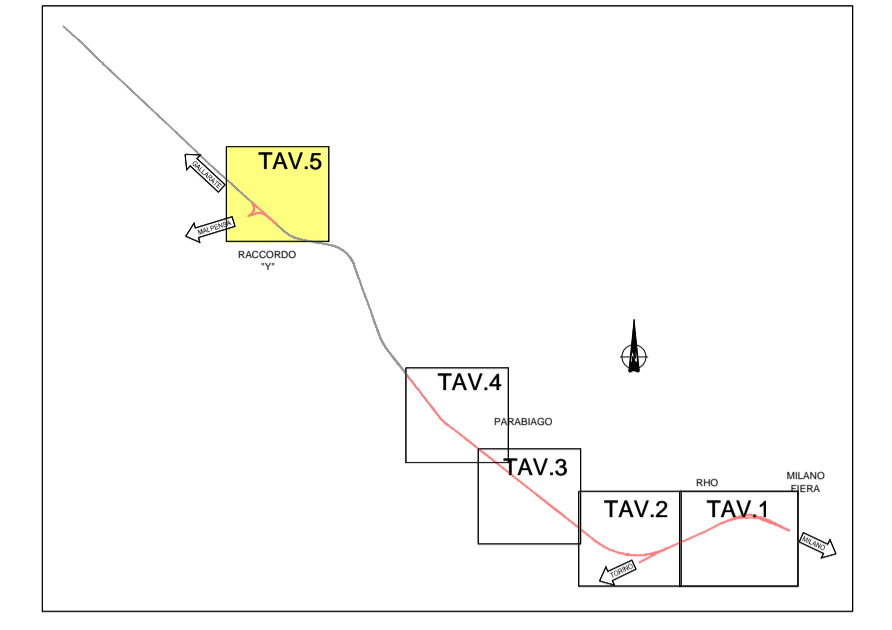 TAV.5
GALLARATE
MALPENSA
RACCORDO
"Y"
TAV.4
PARABIAGO
TAV.3
RHO
MILANO
FIERA
TAV.2
TAV.1
MILANO
TORINO